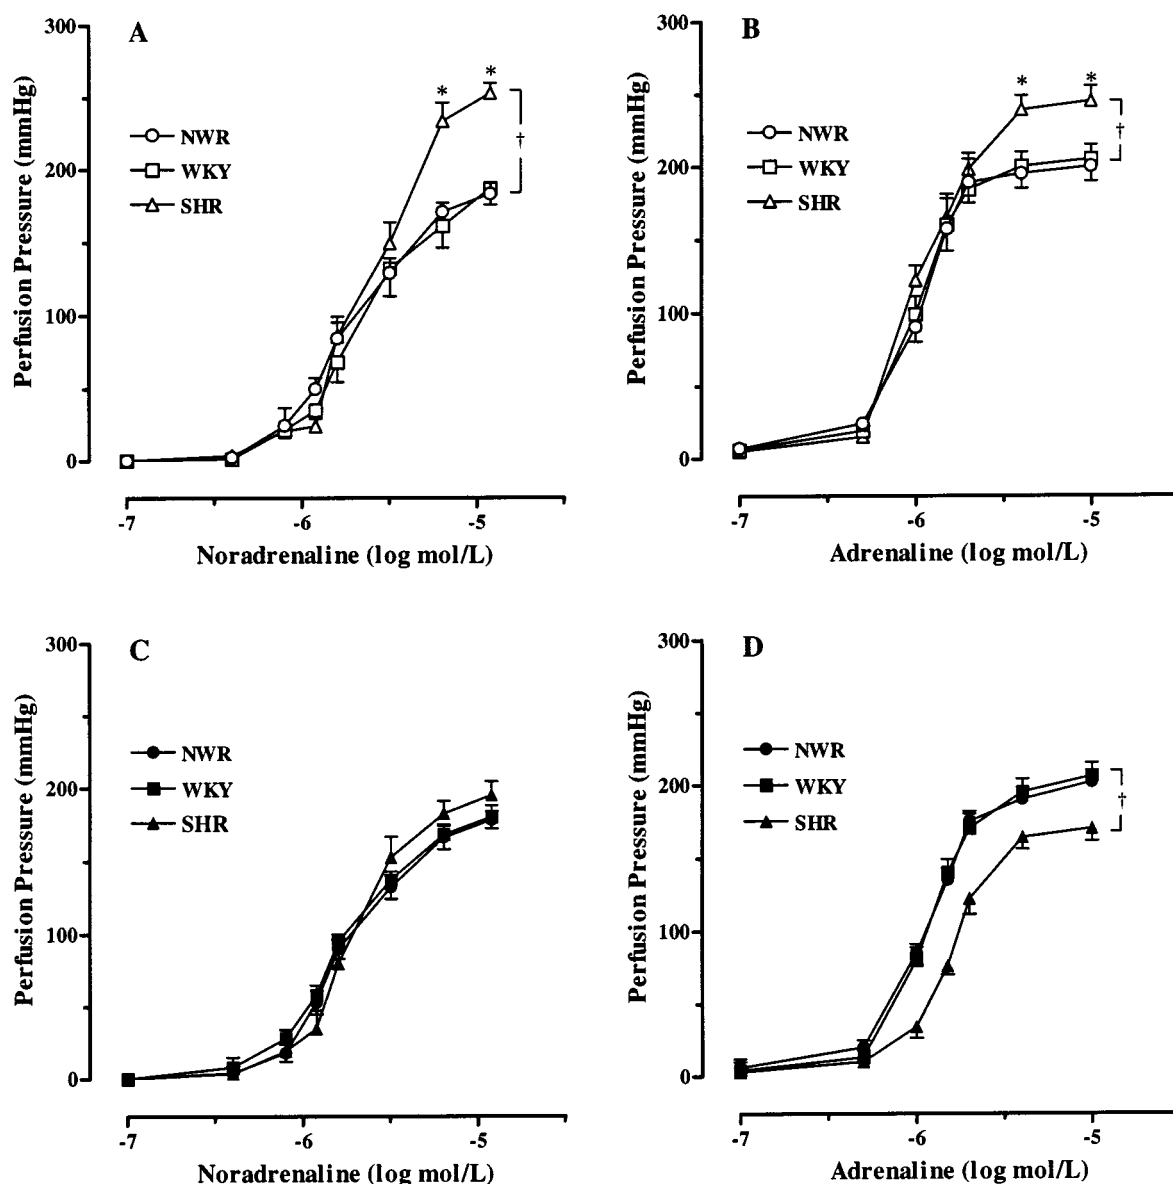 A
300
200
100
0
Perfusion Pressure (mmHg)
NWR
WKY
SHR
*
*
†
-7
-6
-5
Noradrenaline (log mol/L)
B
300
200
100
0
Perfusion Pressure (mmHg)
NWR
WKY
SHR
*
*
†
-7
-6
-5
Adrenaline (log mol/L)
C
300
200
100
0
Perfusion Pressure (mmHg)
NWR
WKY
SHR
-7
-6
-5
Noradrenaline (log mol/L)
D
300
200
100
0
Perfusion Pressure (mmHg)
NWR
WKY
SHR
†
-7
-6
-5
Adrenaline (log mol/L)